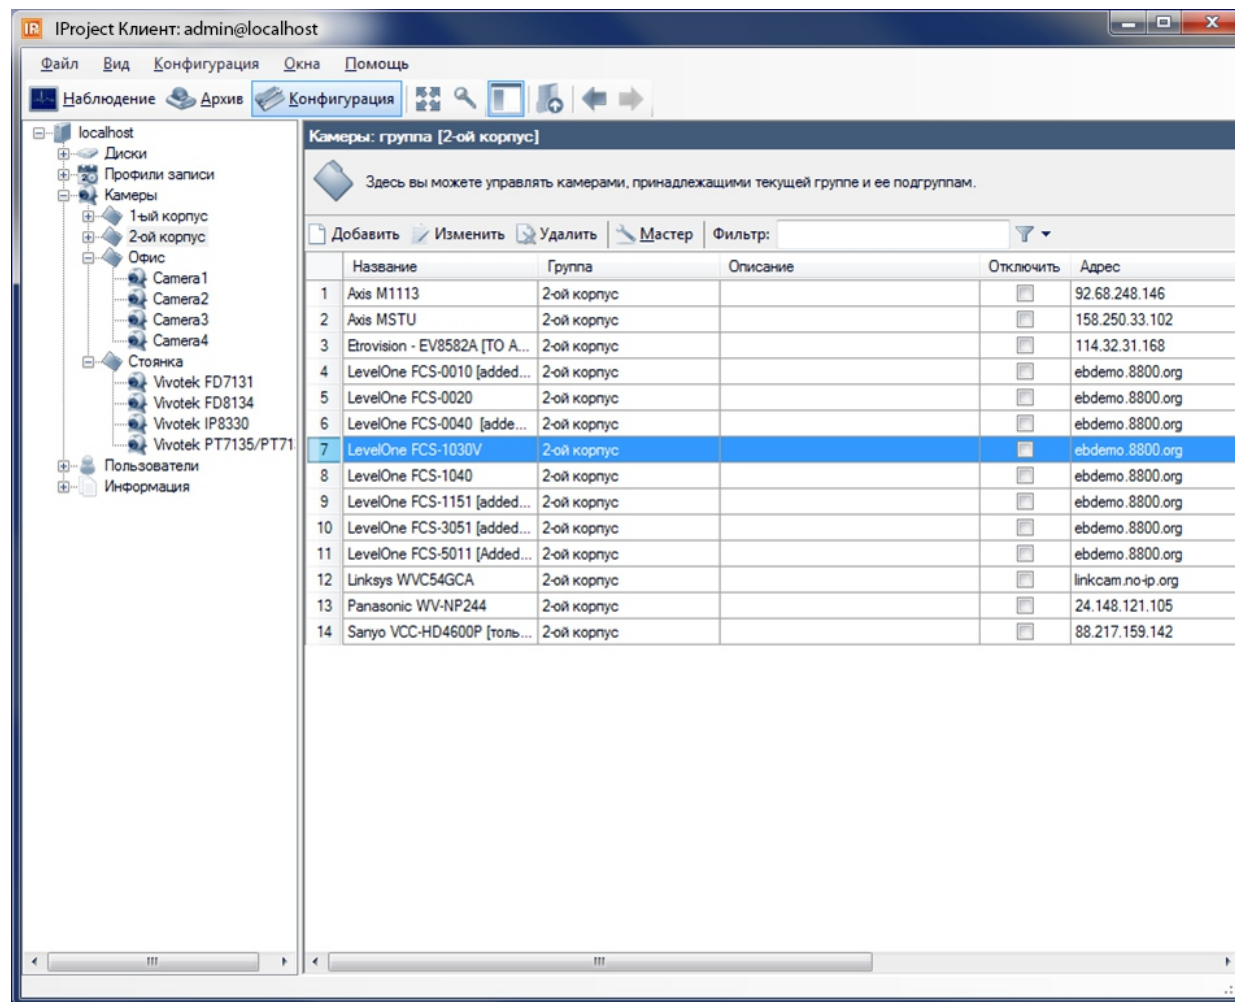 IProject Клиент: admin@localhost
Файл Вид Конфигурация Окна Помощь
Наблюдение Архив Конфигурация
localhost
Диски
Профили записи
Камеры
1-ый корпус
2-ой корпус
Офис
Camera1
Camera2
Camera3
Camera4
Стоянка
Vivotek FD7131
Vivotek FD8134
Vivotek IP8330
Vivotek PT7135/PT71
Пользователи
Информация
Камеры: группа [2-ой корпус]
Здесь вы можете управлять камерами, принадлежащими текущей группе и ее подгруппам.
Добавить Изменить Удалить Мастер Фильтр:
Название Группа Описание Отключить Адрес
1 Axis M1113 2-ой корпус 92.68.248.146
2 Axis MSTU 2-ой корпус 158.250.33.102
3 Etrovision - EV8582A [TO A... 2-ой корпус 114.32.31.168
4 LevelOne FCS-0010 [added... 2-ой корпус ebdemo.8800.org
5 LevelOne FCS-0020 2-ой корпус ebdemo.8800.org
6 LevelOne FCS-0040 [adde... 2-ой корпус ebdemo.8800.org
7 LevelOne FCS-1030V 2-ой корпус ebdemo.8800.org
8 LevelOne FCS-1040 2-ой корпус ebdemo.8800.org
9 LevelOne FCS-1151 [added... 2-ой корпус ebdemo.8800.org
10 LevelOne FCS-3051 [added... 2-ой корпус ebdemo.8800.org
11 LevelOne FCS-5011 [Added... 2-ой корпус ebdemo.8800.org
12 Linksys WVC54GCA 2-ой корпус linkcam.no-ip.org
13 Panasonic WV-NP244 2-ой корпус 24.148.121.105
14 Sanyo VCC-HD4600P [толь... 2-ой корпус 88.217.159.142